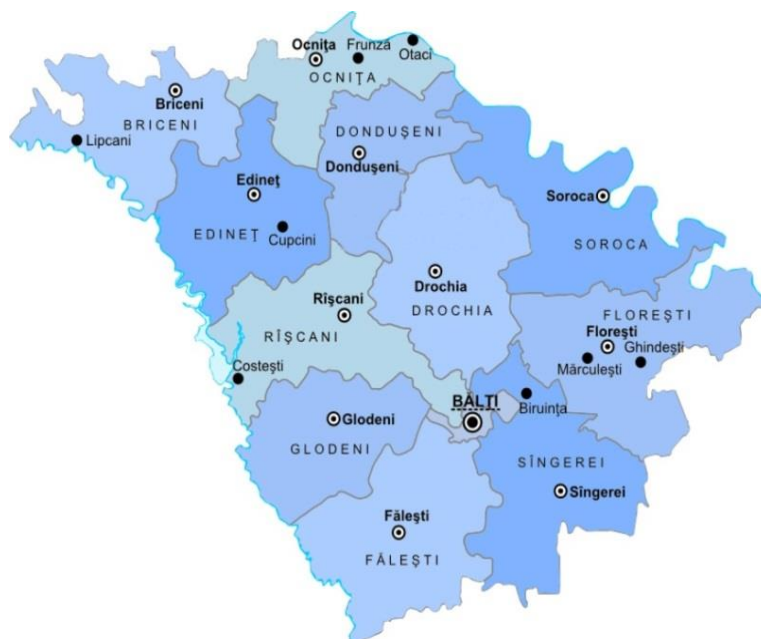 Ocniţa
Frunză
Otaci
OCNIŢA
Briceni
BRICENI
Lipcani
DONDUŞENI
Donduşeni
Edineţ
EDINEŢ
Cupcini
Soroca
SOROCA
Drochia
DROCHIA
Rîşcani
RÎŞCANI
Costeşti
FLOREŞTI
Floreşti
Ghindeşti
Mărculeşti
BĂLŢI
Biruinţa
Glodeni
GLODENI
SÎNGEREI
Sîngerei
Făleşti
FĂLEŞTI